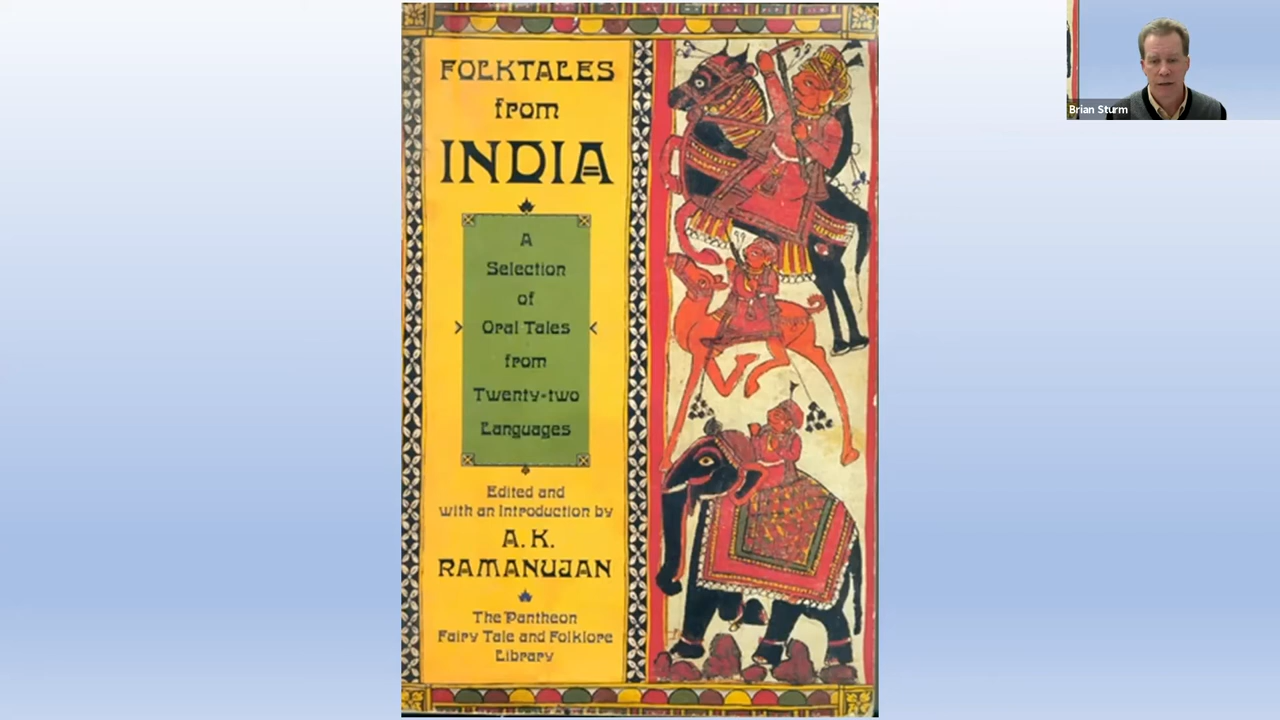 FOLKTALES
from
INDIA
A
Selection
of
Oral Tales
from
Twenty-two
Languages
Edited and
with an Introduction by
A. K.
RAMANUJAN
The Pantheon
Fairy Tale and Folklore
Library
Brian Sturm